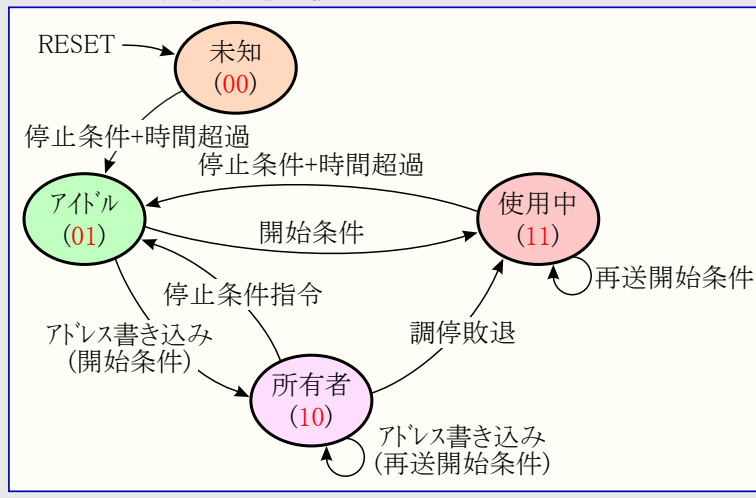 RESET
未知
(00)
停止条件+時間超過
停止条件+時間超過
アイドル
(01)
使用中
(11)
開始条件
再送開始条件
停止条件指令
アドレス書き込み
(開始条件)
調停敗退
所有者
(10)
アドレス書き込み
(再送開始条件)